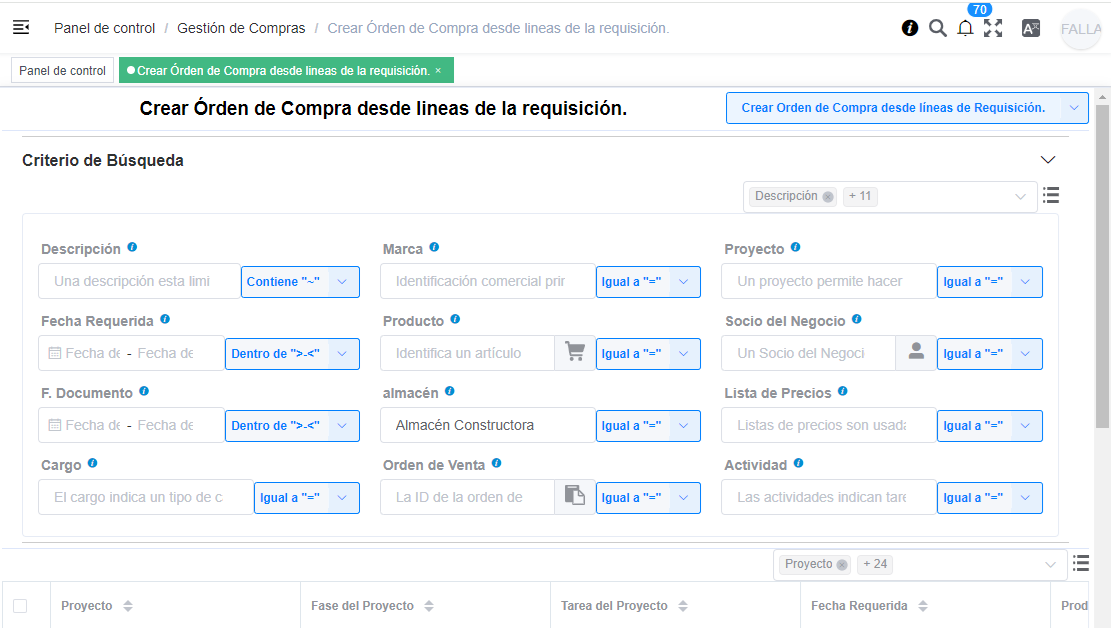 Panel de control / Gestión de Compras / Crear Órden de Compra desde lineas de la requisición.
70
FALLA
Panel de control
Crear Órden de Compra desde lineas de la requisición. ×
Crear Órden de Compra desde lineas de la requisición.
Crear Orden de Compra desde líneas de Requisición.
Criterio de Búsqueda
Descripción + 11
Descripción Marca Proyecto
Una descripción esta limi Contiene "~" Identificación comercial prir Igual a "=" Un proyecto permite hacer Igual a "="
Fecha Requerida Producto Socio del Negocio
Fecha de - Fecha de Dentro de ">-<" Identifica un artículo Igual a "=" Un Socio del Negoci Igual a "="
F. Documento almacén Lista de Precios
Fecha de - Fecha de Dentro de ">-<" Almacén Constructora Igual a "=" Listas de precios son usada Igual a "="
Cargo Orden de Venta Actividad
El cargo indica un tipo de c Igual a "=" La ID de la orden de Igual a "=" Las actividades indican tare Igual a "="
Proyecto + 24
Proyecto Fase del Proyecto Tarea del Proyecto Fecha Requerida Prod